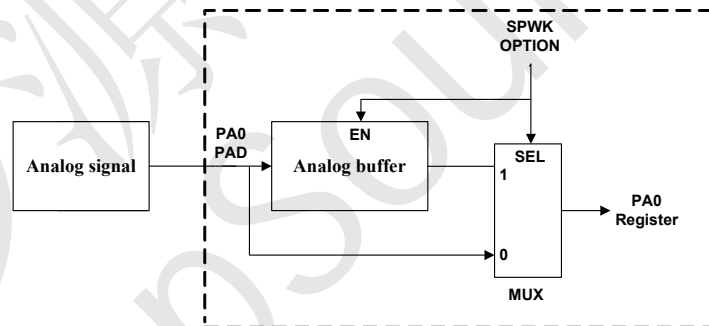 SPWK
OPTION
PA0
PAD
EN
SEL
Analog signal
Analog buffer
1
PA0
Register
0
MUX